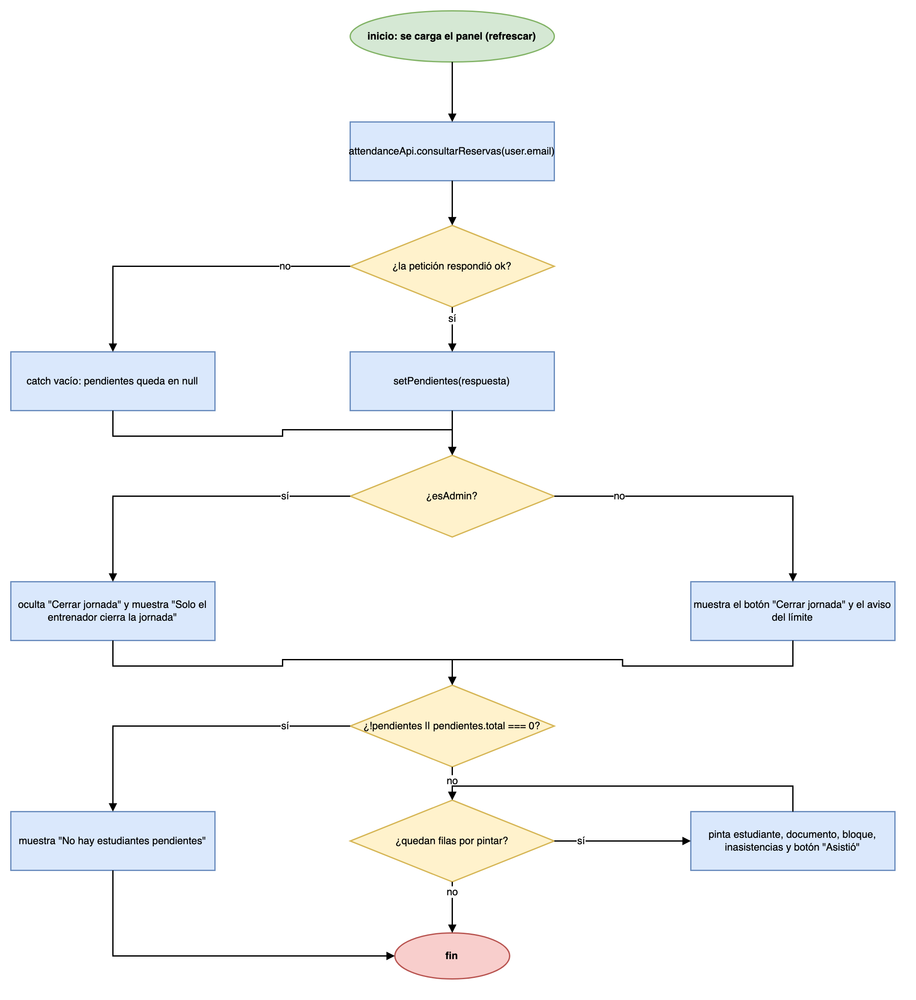 inicio: se carga el panel (refrescar)
attendanceApi.consultarReservas(user.email)
¿la petición respondió ok?
no
sí
catch vacío: pendientes queda en null
setPendientes(respuesta)
¿esAdmin?
sí
no
oculta "Cerrar jornada" y muestra "Solo el
entrenador cierra la jornada"
muestra el botón "Cerrar jornada" y el aviso
del límite
¿!pendientes || pendientes.total === 0?
sí
no
muestra "No hay estudiantes pendientes"
¿quedan filas por pintar?
sí
pinta estudiante, documento, bloque,
inasistencias y botón "Asistió"
no
fin